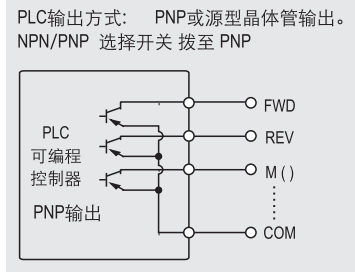 PLC输出方式: PNP或源型晶体管输出。
NPN/PNP 选择开关 拨至 PNP
FWD
PLC
可编程
控制器
REV
M ( )
PNP输出
COM